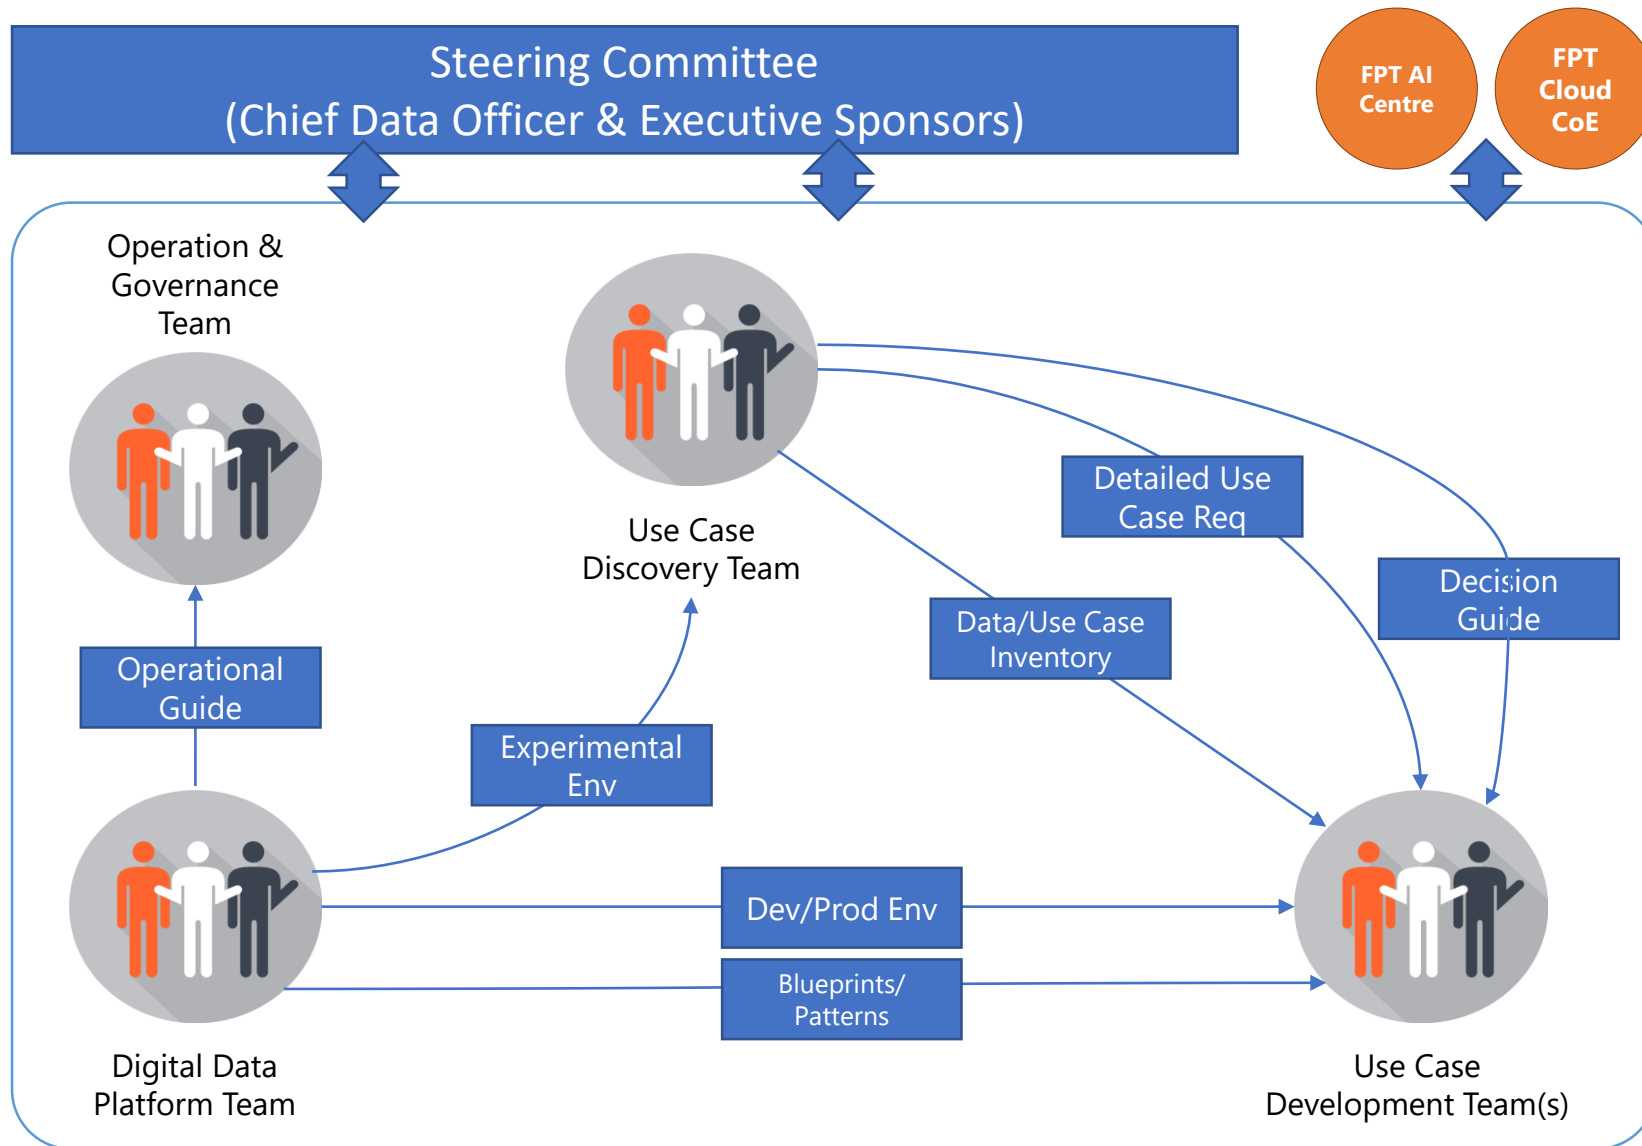 Steering Committee
(Chief Data Officer & Executive Sponsors)
FPT AI
Centre
FPT
Cloud
CoE
Operation &
Governance
Team
Use Case
Discovery Team
Detailed Use
Case Req
Decision
Guide
Data/Use Case
Inventory
Operational
Guide
Experimental
Env
Dev/Prod Env
Blueprints/
Patterns
Digital Data
Platform Team
Use Case
Development Team(s)